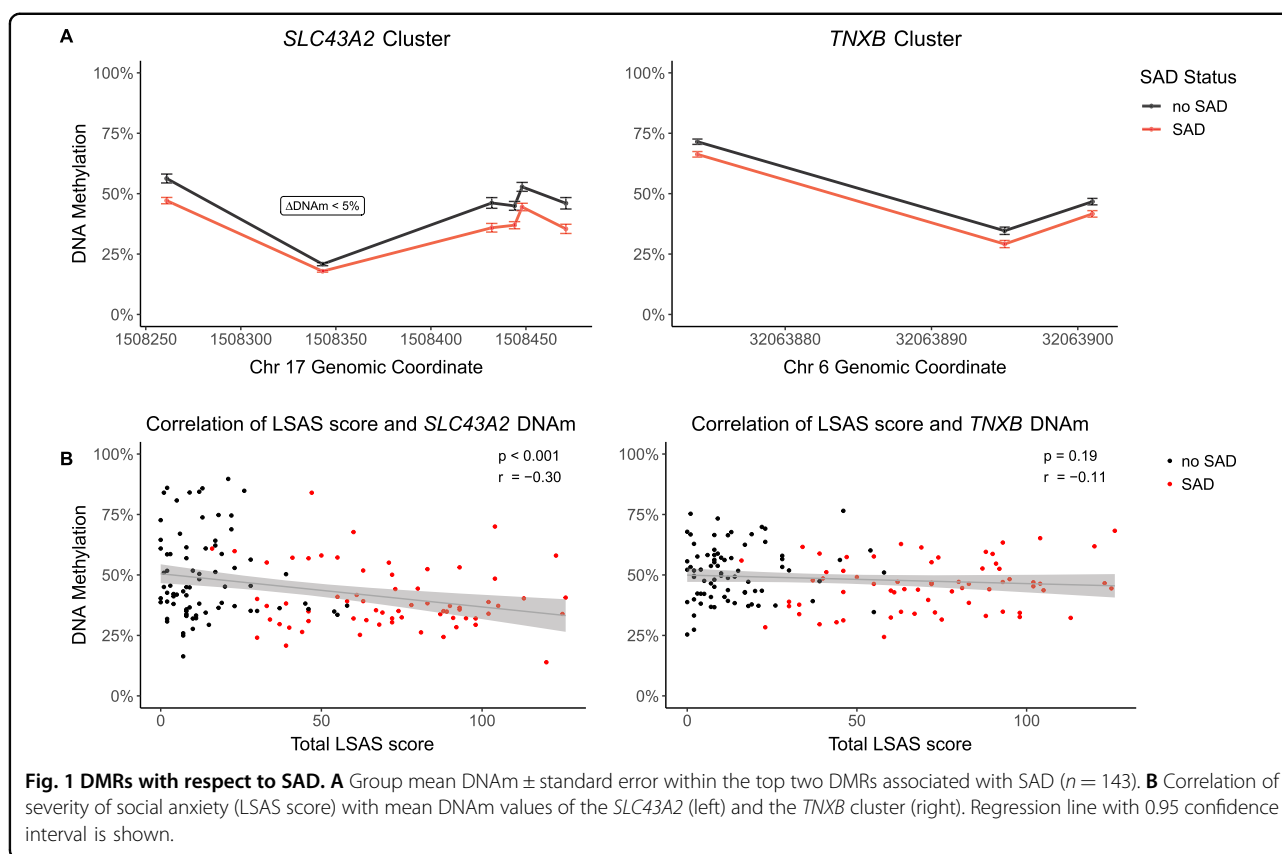 A
SLC43A2 Cluster
TNXB Cluster
100%
75%
50%
25%
0%
DNA Methylation
ΔDNAm < 5%
1508250 1508300 1508350 1508400 1508450
Chr 17 Genomic Coordinate
100%
75%
50%
25%
0%
32063880 32063890 32063900
Chr 6 Genomic Coordinate
SAD Status
no SAD
SAD
B
Correlation of LSAS score and SLC43A2 DNAm
p < 0.001
r = −0.30
100%
75%
50%
25%
0%
DNA Methylation
0 50 100
Total LSAS score
Correlation of LSAS score and TNXB DNAm
p = 0.19
r = −0.11
100%
75%
50%
25%
0%
0 50 100
Total LSAS score
no SAD
SAD
Fig. 1 DMRs with respect to SAD. A Group mean DNAm ± standard error within the top two DMRs associated with SAD (n = 143). B Correlation of
severity of social anxiety (LSAS score) with mean DNAm values of the SLC43A2 (left) and the TNXB cluster (right). Regression line with 0.95 confidence
interval is shown.